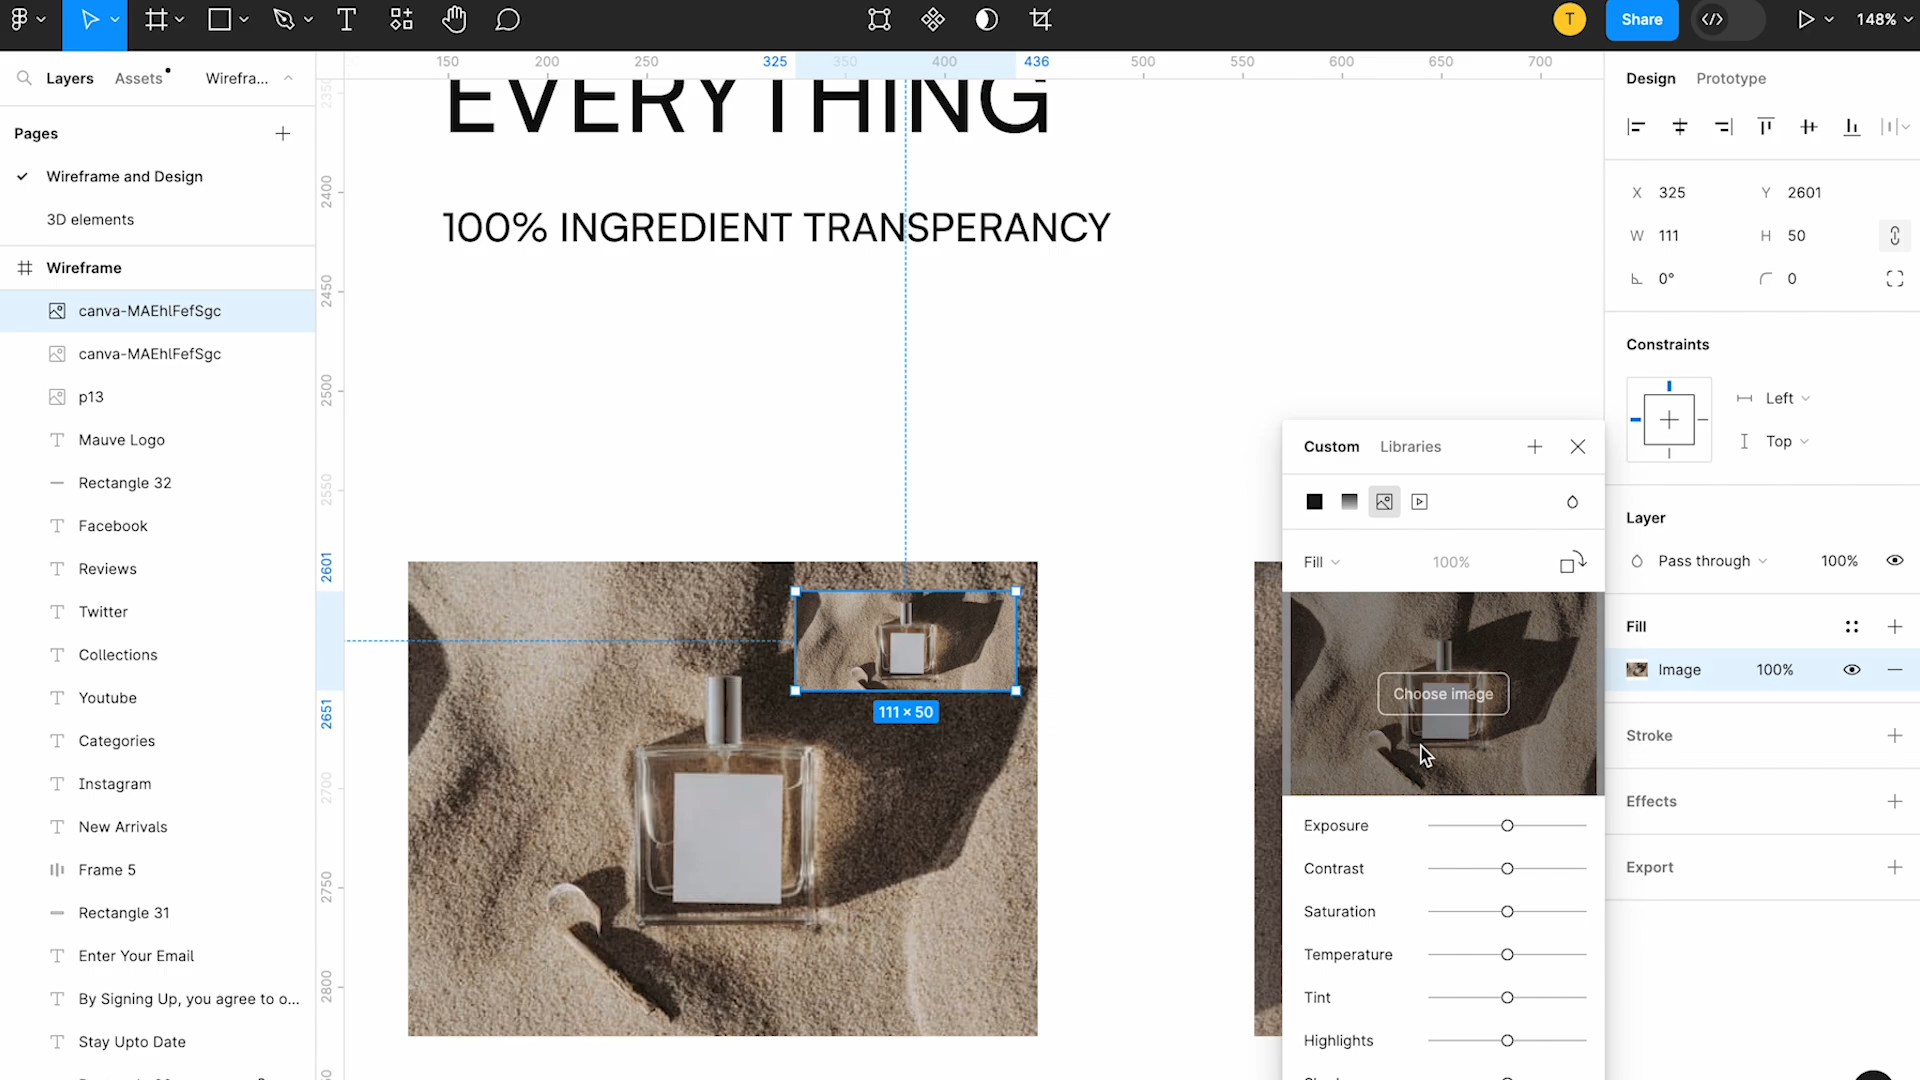 T
Share
148%
Layers
Assets
Wirefra...
150
200
250
325
350
400
436
500
550
600
650
700
Design
Prototype
Pages
Wireframe and Design
3D elements
Wireframe
canva-MAEhlFefSgc
canva-MAEhlFefSgc
p13
Mauve Logo
Rectangle 32
Facebook
Reviews
Twitter
Collections
Youtube
Categories
Instagram
New Arrivals
Frame 5
Rectangle 31
Enter Your Email
By Signing Up, you agree to o...
Stay Upto Date
2350
2400
2450
2500
2550
2601
2651
2700
2750
2800
EVERYTHING
100% INGREDIENT TRANSPERANCY
111 × 50
Custom
Libraries
Fill
100%
Choose image
Exposure
Contrast
Saturation
Temperature
Tint
Highlights
X 325
Y 2601
W 111
H 50
0°
0
Constraints
Left
Top
Layer
Pass through
100%
Fill
Image
100%
Stroke
Effects
Export